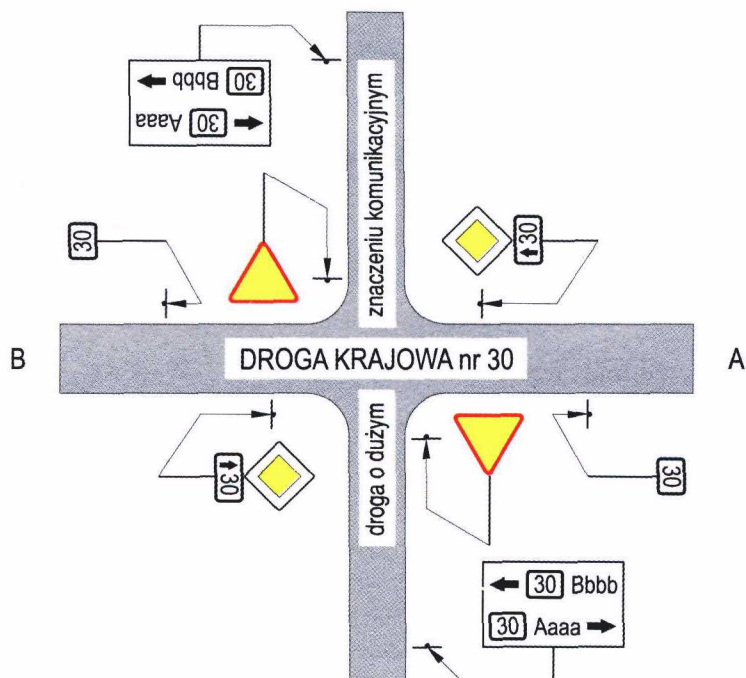 30 Bbbb
Aaaa 30
znaczeniu komunikacyjnym
30
30
B
DROGA KRAJOWA nr 30
A
droga o dużym
30
30
30 Bbbb
30 Aaaa